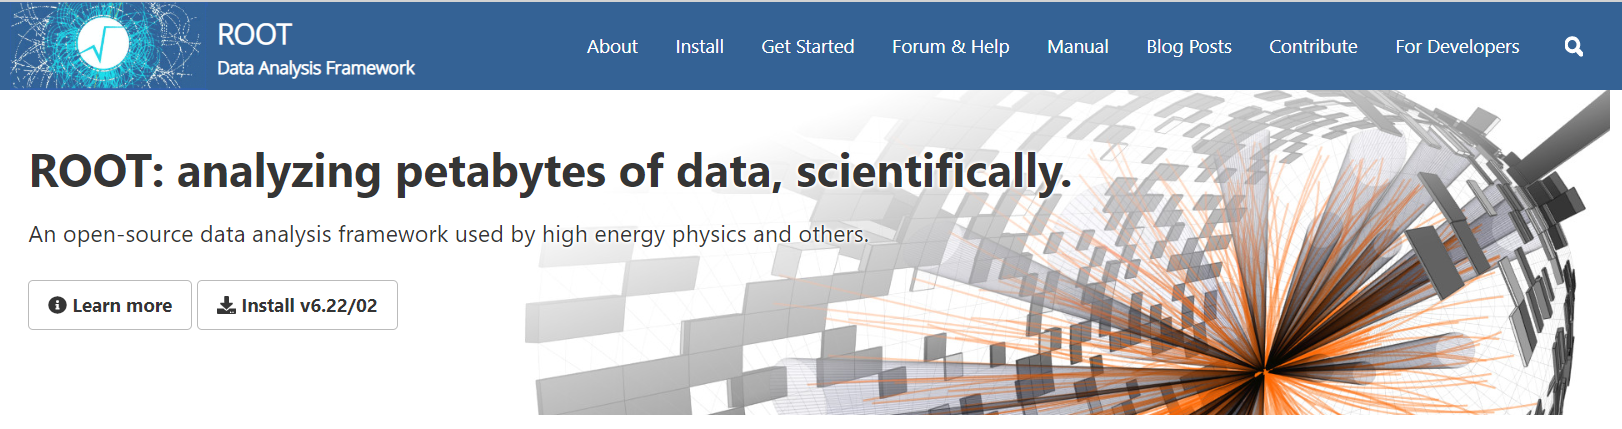 ROOT
Data Analysis Framework
About Install Get Started Forum & Help Manual Blog Posts Contribute For Developers
ROOT: analyzing petabytes of data, scientifically.
An open-source data analysis framework used by high energy physics and others.
Learn more Install v6.22/02